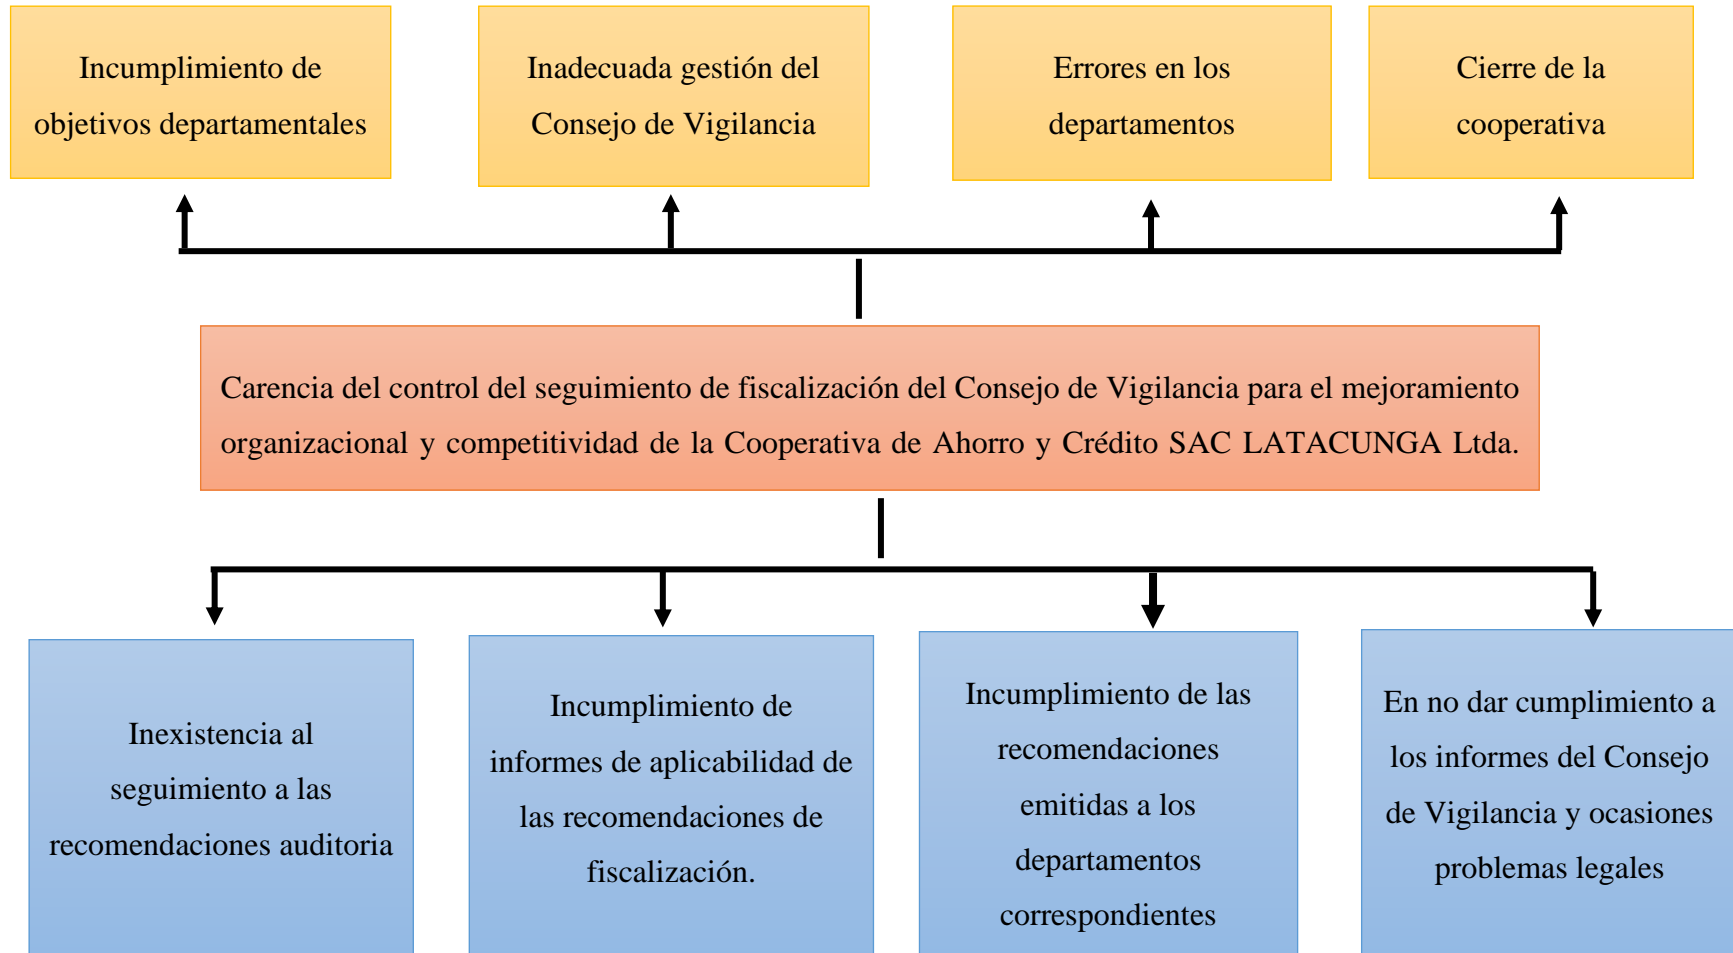 Incumplimiento de
objetivos departamentales
Inadecuada gestión del
Consejo de Vigilancia
Errores en los
departamentos
Cierre de la
cooperativa
Carencia del control del seguimiento de fiscalización del Consejo de Vigilancia para el mejoramiento
organizacional y competitividad de la Cooperativa de Ahorro y Crédito SAC LATACUNGA Ltda.
Inexistencia al
seguimiento a las
recomendaciones auditoria
Incumplimiento de
informes de aplicabilidad de
las recomendaciones de
fiscalización.
Incumplimiento de las
recomendaciones
emitidas a los
departamentos
correspondientes
En no dar cumplimiento a
los informes del Consejo
de Vigilancia y ocasiones
problemas legales